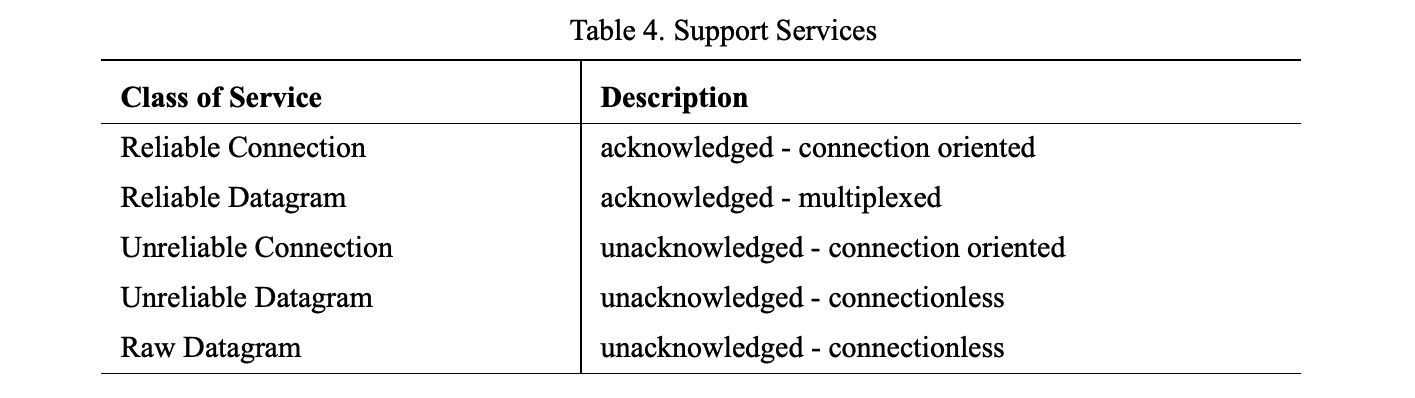 Table 4. Support Services
Class of Service Description
Reliable Connection acknowledged - connection oriented
Reliable Datagram acknowledged - multiplexed
Unreliable Connection unacknowledged - connection oriented
Unreliable Datagram unacknowledged - connectionless
Raw Datagram unacknowledged - connectionless